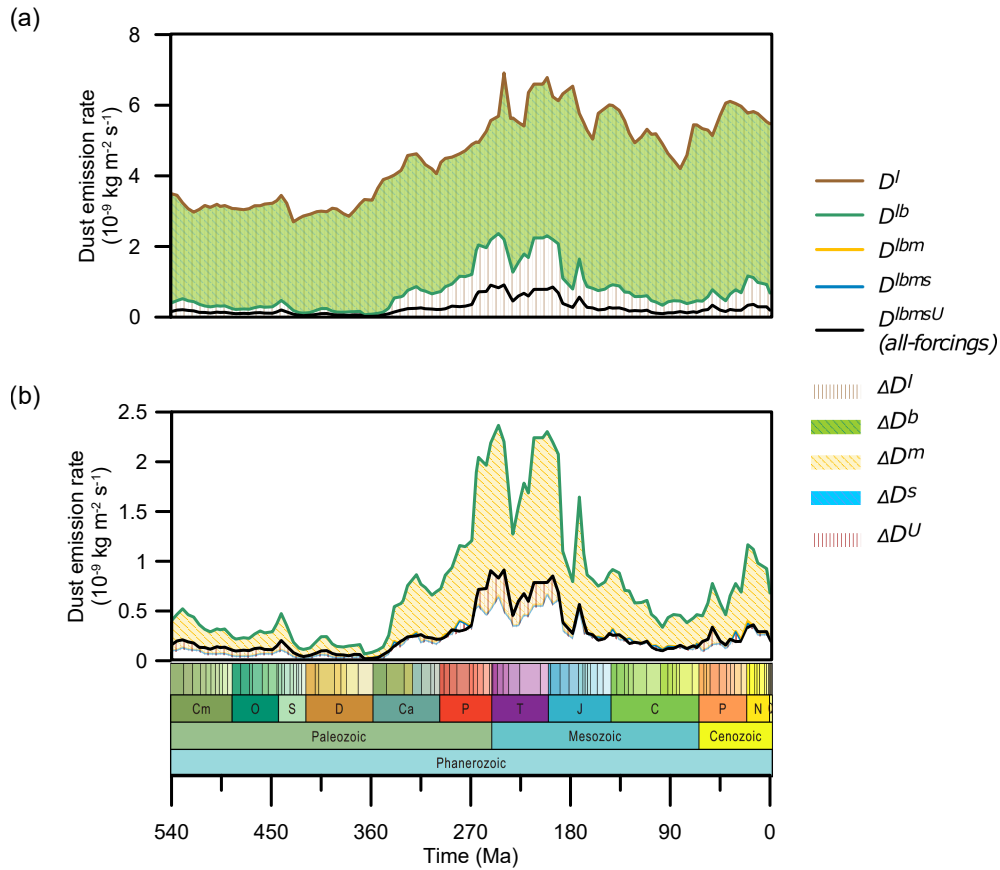 (a)
8
6
4
2
0
Dust emission rate
(10⁻⁹ kg m⁻² s⁻¹)
Dˡ
Dˡᵇ
Dˡᵇᵐ
Dˡᵇᵐˢ
Dˡᵇᵐˢᵁ
(all-forcings)
ΔDˡ
ΔDᵇ
ΔDᵐ
ΔDˢ
ΔDᵁ
(b)
2.5
2
1.5
1
0.5
0
Dust emission rate
(10⁻⁹ kg m⁻² s⁻¹)
Cm O S D Ca P T J C P N
Paleozoic Mesozoic Cenozoic
Phanerozoic
540 450 360 270 180 90 0
Time (Ma)